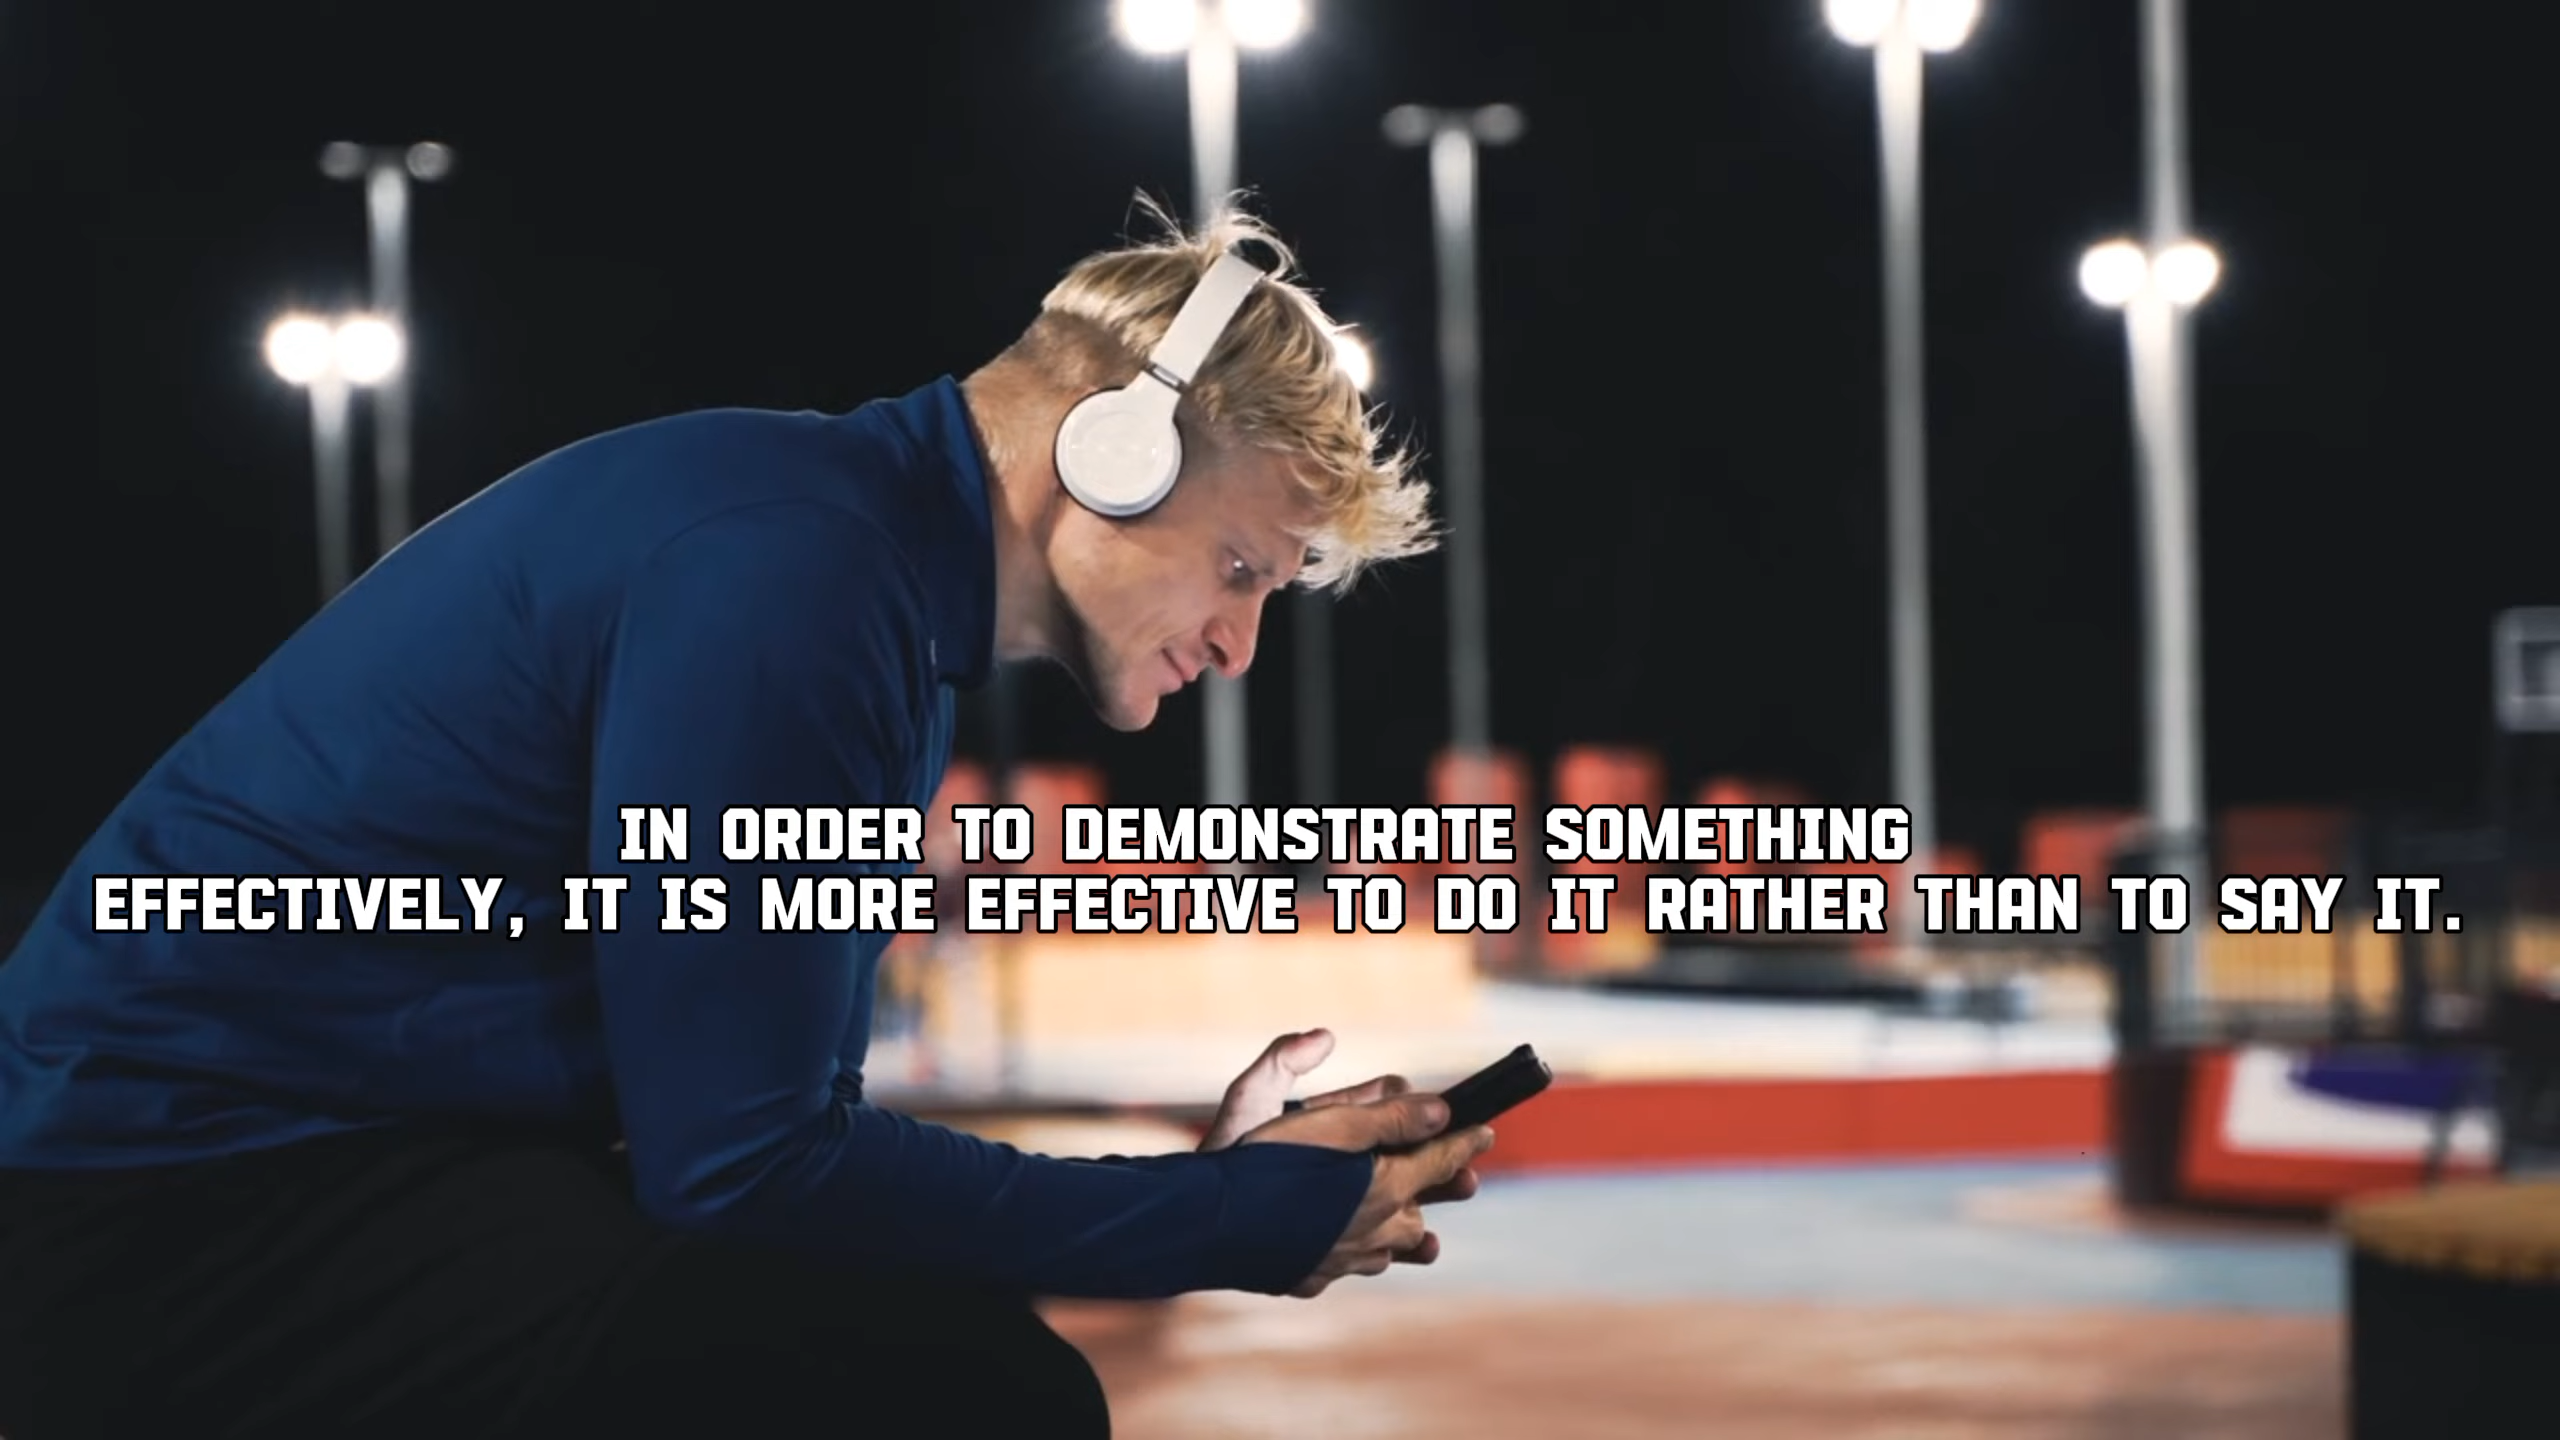 IN ORDER TO DEMONSTRATE SOMETHING
EFFECTIVELY, IT IS MORE EFFECTIVE TO DO IT RATHER THAN TO SAY IT.